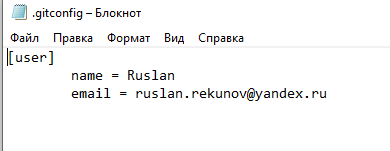 .gitconfig – Блокнот
Файл Правка Формат Вид Справка
[user]
name = Ruslan
email = ruslan.rekunov@yandex.ru